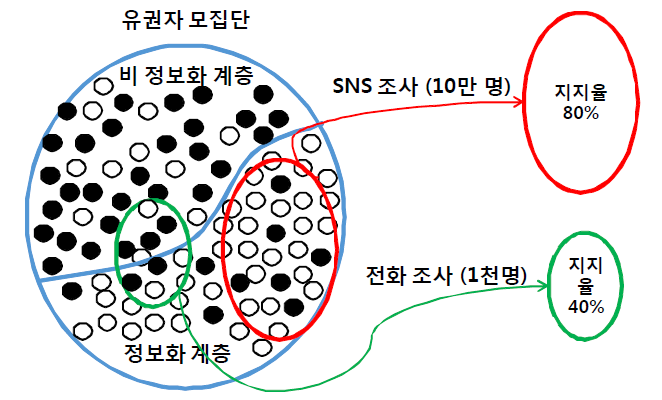 유권자 모집단
비 정보화 계층
SNS 조사 (10만 명)
지지율
80%
전화 조사 (1천명)
지지
율
40%
정보화 계층